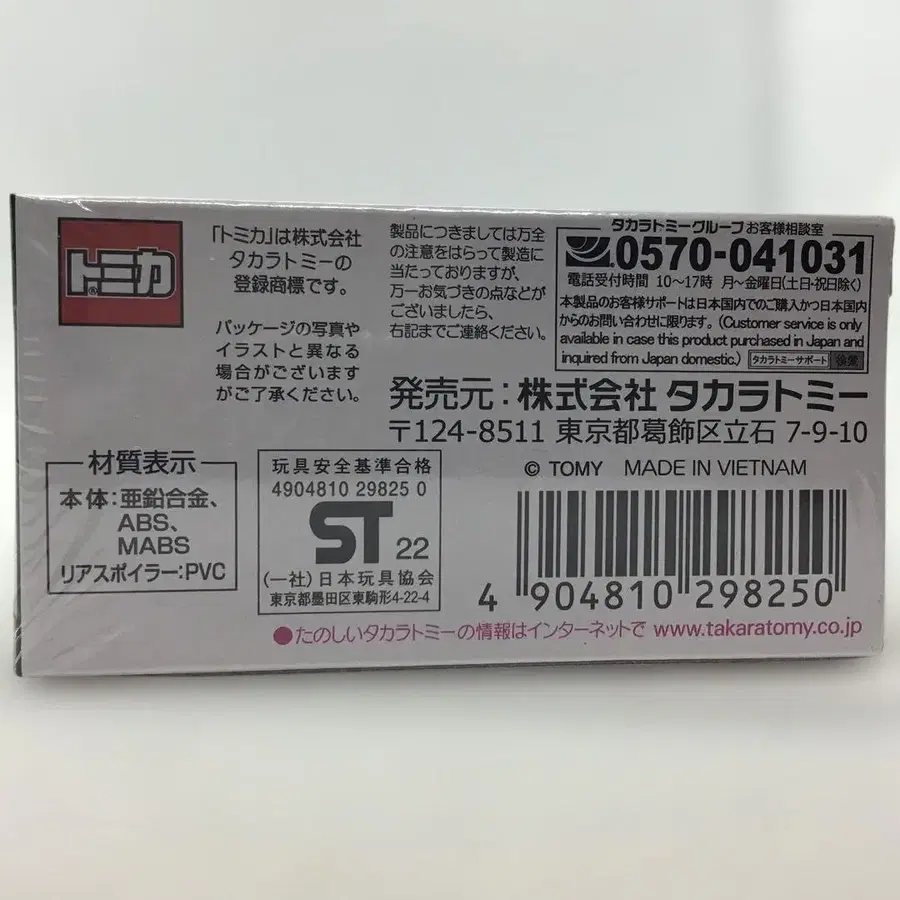 トミカ®
「トミカ」は株式会社
タカラトミーの
登録商標です。
パッケージの写真や
イラストと異なる
場合がございます
がご了承ください。
製品につきましては万全
の注意をはらって製造に
当たっておりますが、
万一お気づきの点などが
ございましたら、
右記までご連絡ください。
タカラトミーグループ お客様相談室
0570-041031
電話受付時間 10〜17時 月〜金曜日(土日・祝日除く)
本製品のお客様サポートは日本国内でのご購入かつ日本国内
からのお問い合わせに限ります。(Customer service is only
available in case this product purchased in Japan and
inquired from Japan domestic.) タカラトミーサポート 検索
発売元:株式会社 タカラトミー
〒124-8511 東京都葛飾区立石 7-9-10
© TOMY MADE IN VIETNAM
材質表示
本体:亜鉛合金、
ABS、
MABS
リアスポイラー:PVC
玩具安全基準合格
4904810 29825 0
ST 22
(一社)日本玩具協会
東京都墨田区東駒形4-22-4
4 904810 298250
●たのしいタカラトミーの情報はインターネットで www.takaratomy.co.jp